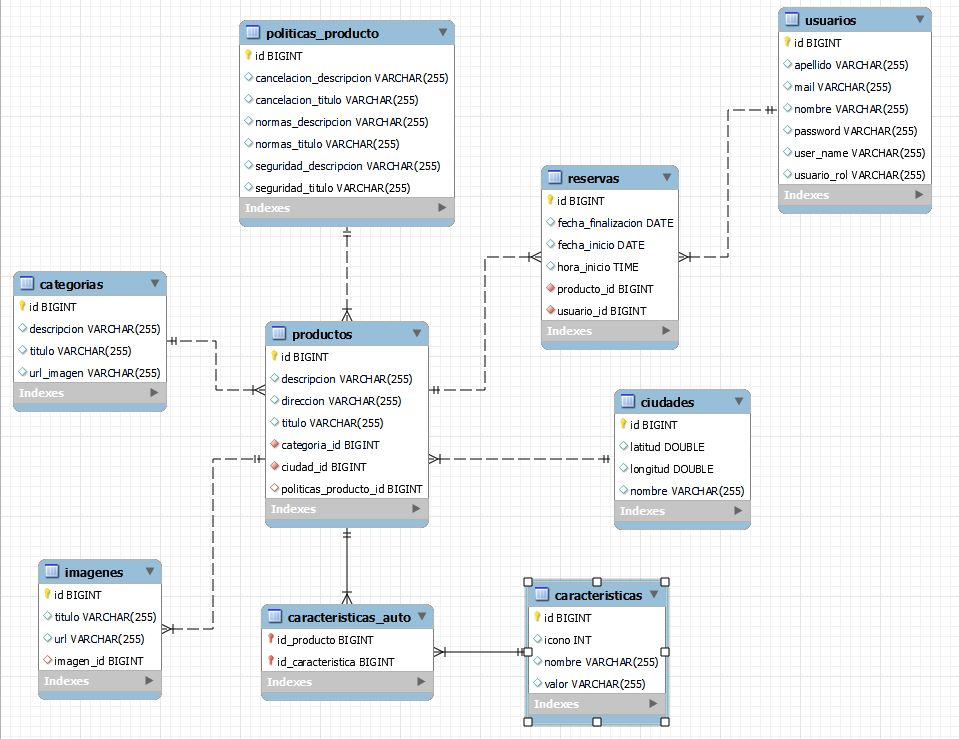 politicas_producto
id BIGINT
cancelacion_descripcion VARCHAR(255)
cancelacion_titulo VARCHAR(255)
normas_descripcion VARCHAR(255)
normas_titulo VARCHAR(255)
seguridad_descripcion VARCHAR(255)
seguridad_titulo VARCHAR(255)
Indexes
usuarios
id BIGINT
apellido VARCHAR(255)
mail VARCHAR(255)
nombre VARCHAR(255)
password VARCHAR(255)
user_name VARCHAR(255)
usuario_rol VARCHAR(255)
Indexes
reservas
id BIGINT
fecha_finalizacion DATE
fecha_inicio DATE
hora_inicio TIME
producto_id BIGINT
usuario_id BIGINT
Indexes
categorias
id BIGINT
descripcion VARCHAR(255)
titulo VARCHAR(255)
url_imagen VARCHAR(255)
Indexes
productos
id BIGINT
descripcion VARCHAR(255)
direccion VARCHAR(255)
titulo VARCHAR(255)
categoria_id BIGINT
ciudad_id BIGINT
politicas_producto_id BIGINT
Indexes
ciudades
id BIGINT
latitud DOUBLE
longitud DOUBLE
nombre VARCHAR(255)
Indexes
imagenes
id BIGINT
titulo VARCHAR(255)
url VARCHAR(255)
imagen_id BIGINT
Indexes
caracteristicas_auto
id_producto BIGINT
id_caracteristica BIGINT
Indexes
caracteristicas
id BIGINT
icono INT
nombre VARCHAR(255)
valor VARCHAR(255)
Indexes